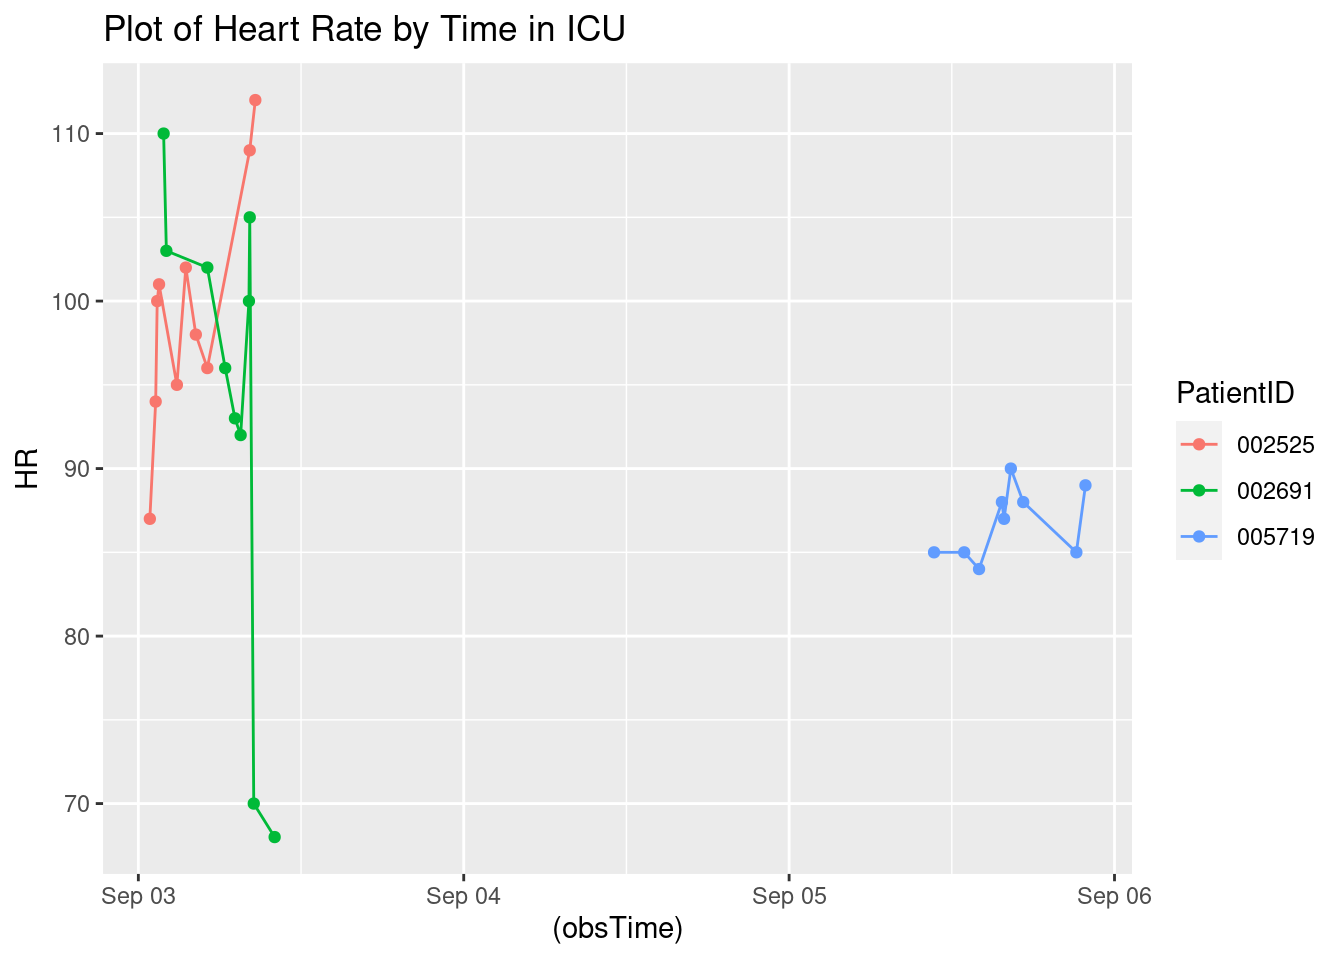 Plot of Heart Rate by Time in ICU
110
100
90
80
70
HR
Sep 03 Sep 04 Sep 05 Sep 06
(obsTime)
PatientID
002525
002691
005719